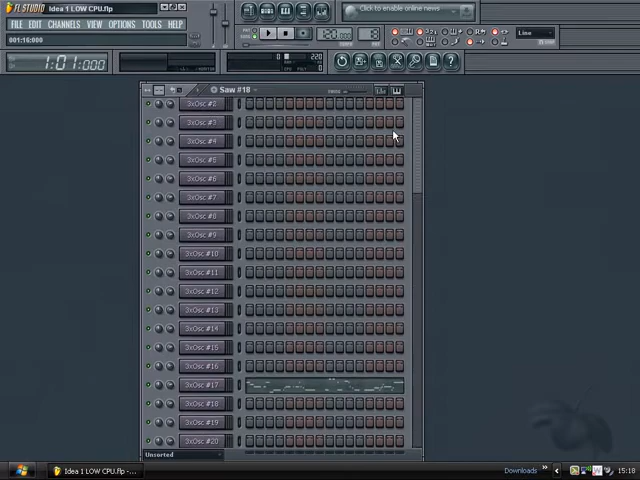 FL STUDIO Idea 1 LOW CPU.flp
FILE EDIT CHANNELS VIEW OPTIONS TOOLS HELP
001:16:000
Click to enable online news
PAT
SONG
Line
1:01:000
Saw #18
SWING
3xOsc #2
3xOsc #3
3xOsc #4
3xOsc #5
3xOsc #6
3xOsc #7
3xOsc #8
3xOsc #9
3xOsc #10
3xOsc #11
3xOsc #12
3xOsc #13
3xOsc #14
3xOsc #15
3xOsc #16
3xOsc #17
3xOsc #18
3xOsc #19
3xOsc #20
Unsorted
Idea 1 LOW CPU.flp -...
Downloads
15:18